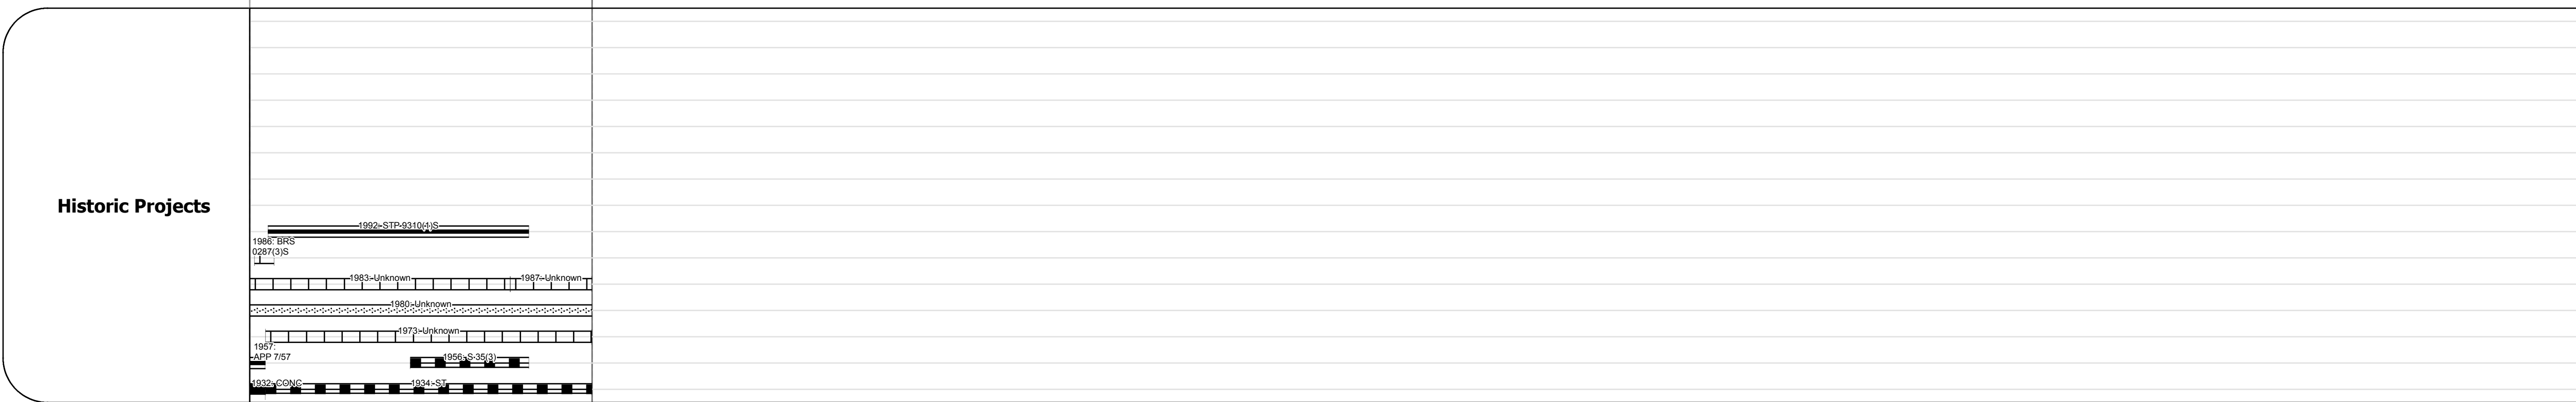 Historic Projects
1992: STP-9310(1)S
1986: BRS
0287(3)S
1983: Unknown
1987: Unknown
1980: Unknown
1973: Unknown
1957:
APP 7/57
1956: S-35(3)
1932: CONC
1934: ST